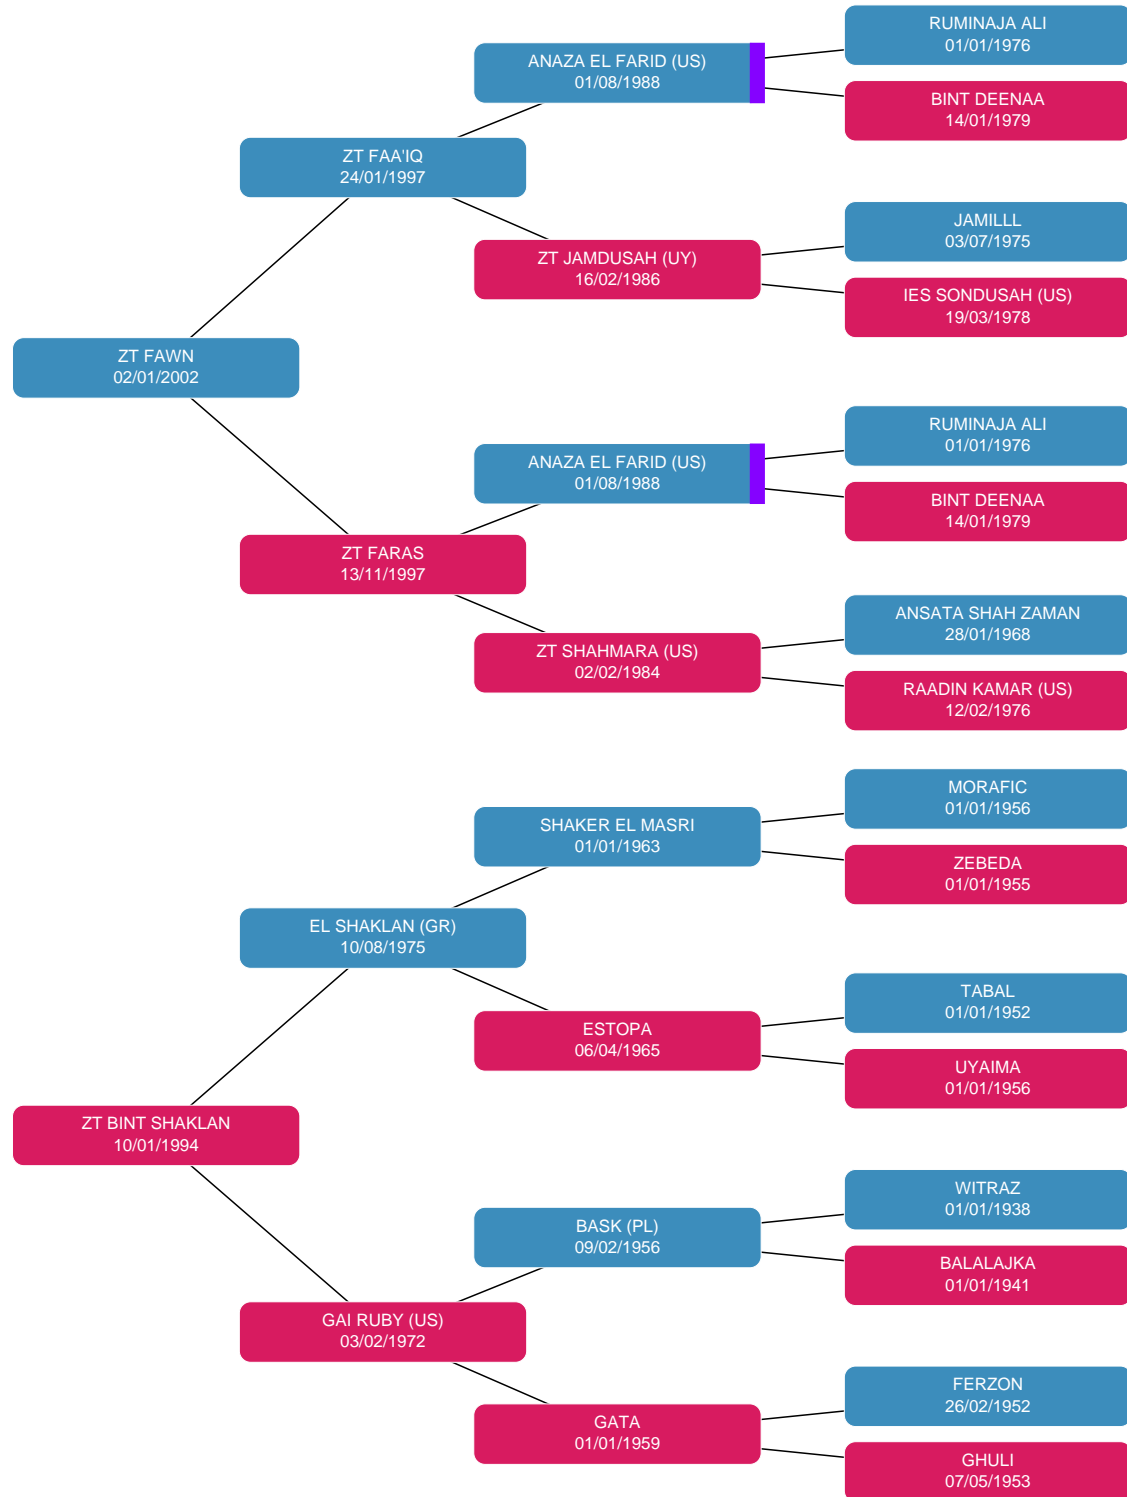 RUMINAJA ALI
01/01/1976
ANAZA EL FARID (US)
01/08/1988
BINT DEENAA
14/01/1979
ZT FAA'IQ
24/01/1997
JAMILLL
03/07/1975
ZT JAMDUSAH (UY)
16/02/1986
IES SONDUSAH (US)
19/03/1978
ZT FAWN
02/01/2002
RUMINAJA ALI
01/01/1976
ANAZA EL FARID (US)
01/08/1988
BINT DEENAA
14/01/1979
ZT FARAS
13/11/1997
ANSATA SHAH ZAMAN
28/01/1968
ZT SHAHMARA (US)
02/02/1984
RAADIN KAMAR (US)
12/02/1976
MORAFIC
01/01/1956
SHAKER EL MASRI
01/01/1963
ZEBEDA
01/01/1955
EL SHAKLAN (GR)
10/08/1975
TABAL
01/01/1952
ESTOPA
06/04/1965
UYAIMA
01/01/1956
ZT BINT SHAKLAN
10/01/1994
WITRAZ
01/01/1938
BASK (PL)
09/02/1956
BALALAJKA
01/01/1941
GAI RUBY (US)
03/02/1972
FERZON
26/02/1952
GATA
01/01/1959
GHULI
07/05/1953